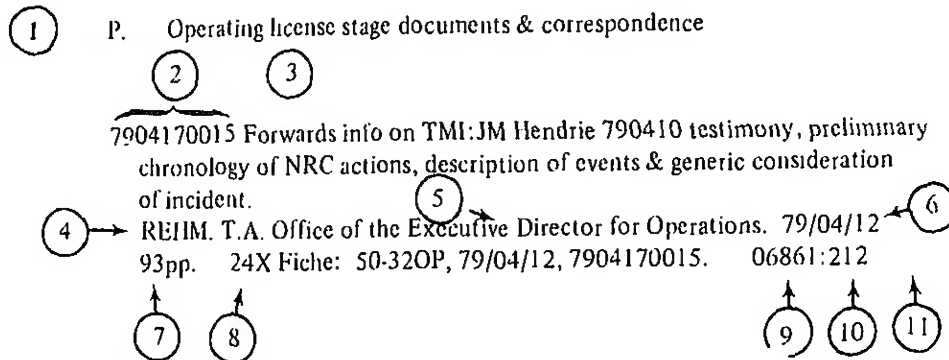 1 P. Operating license stage documents & correspondence
2 3
7904170015 Forwards info on TMI:JM Hendrie 790410 testimony, preliminary
chronology of NRC actions, description of events & generic consideration
of incident.
5 6
4 REHM. T.A. Office of the Executive Director for Operations. 79/04/12
93pp. 24X Fiche: 50-320P, 79/04/12, 7904170015. 06861:212
7 8 9 10 11